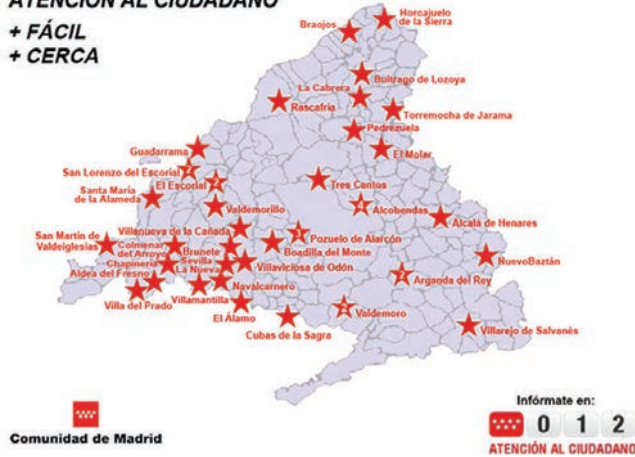 ATENCIÓN AL CIUDADANO
+ FÁCIL
+ CERCA
Horcajuelo
de la Sierra
Braojos
Buitrago de Lozoya
La Cabrera
Rascafría
Torremocha de Jarama
Pedrezuela
Guadarrama
El Molar
San Lorenzo del Escorial
2
El Escorial
2
Tres Cantos
Santa María
de la Alameda
Valdemorillo
4
Alcobendas
Alcalá de Henares
Villanueva de la Cañada
3
Pozuelo de Alarcón
San Martín de
Valdeiglesias
Colmenar
del Arroyo
Brunete
Boadilla del Monte
NuevoBaztán
Chapinería
Sevilla
La Nueva
Villaviciosa de Odón
Aldea del Fresno
Arganda del Rey
Navalcarnero
Villa del Prado
Villamantilla
El Álamo
2
Valdemoro
Cubas de la Sagra
Villarejo de Salvanés
Comunidad de Madrid
Infórmate en:
0 1 2
ATENCIÓN AL CIUDADANO